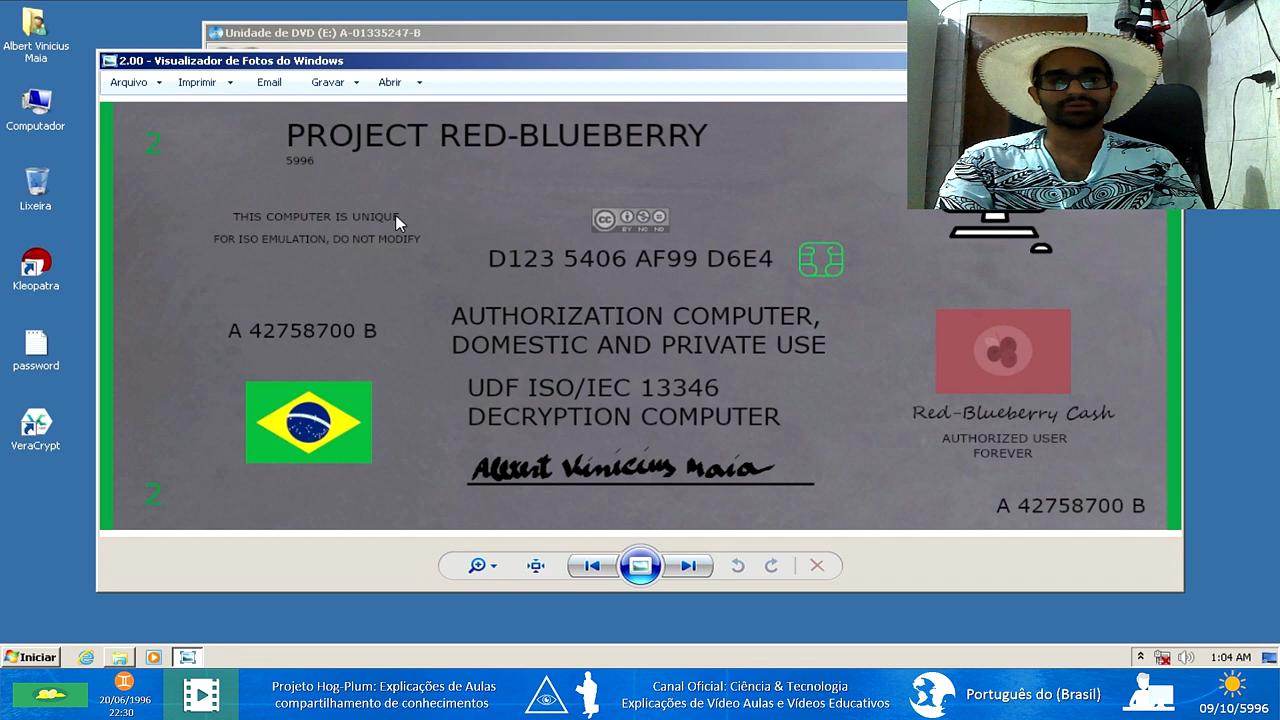 Albert Vinicius
Maia
Computador
Lixeira
Kleopatra
password
VeraCrypt
Unidade de DVD (E:) A-01335247-B
2.00 - Visualizador de Fotos do Windows
Arquivo
Imprimir
Email
Gravar
Abrir
2
PROJECT RED-BLUEBERRY
5996
THIS COMPUTER IS UNIQUE
FOR ISO EMULATION, DO NOT MODIFY
CC BY NC ND
D123 5406 AF99 D6E4
A 42758700 B
AUTHORIZATION COMPUTER,
DOMESTIC AND PRIVATE USE
UDF ISO/IEC 13346
DECRYPTION COMPUTER
Albert Vinicius Maia
Red-Blueberry Cash
AUTHORIZED USER
FOREVER
2
A 42758700 B
Iniciar
1:04 AM
20/06/1996
22:30
Projeto Hog-Plum: Explicações de Aulas
compartilhamento de conhecimentos
Canal Oficial: Ciência & Tecnologia
Explicações de Vídeo Aulas e Vídeos Educativos
Português do (Brasil)
09/10/5996